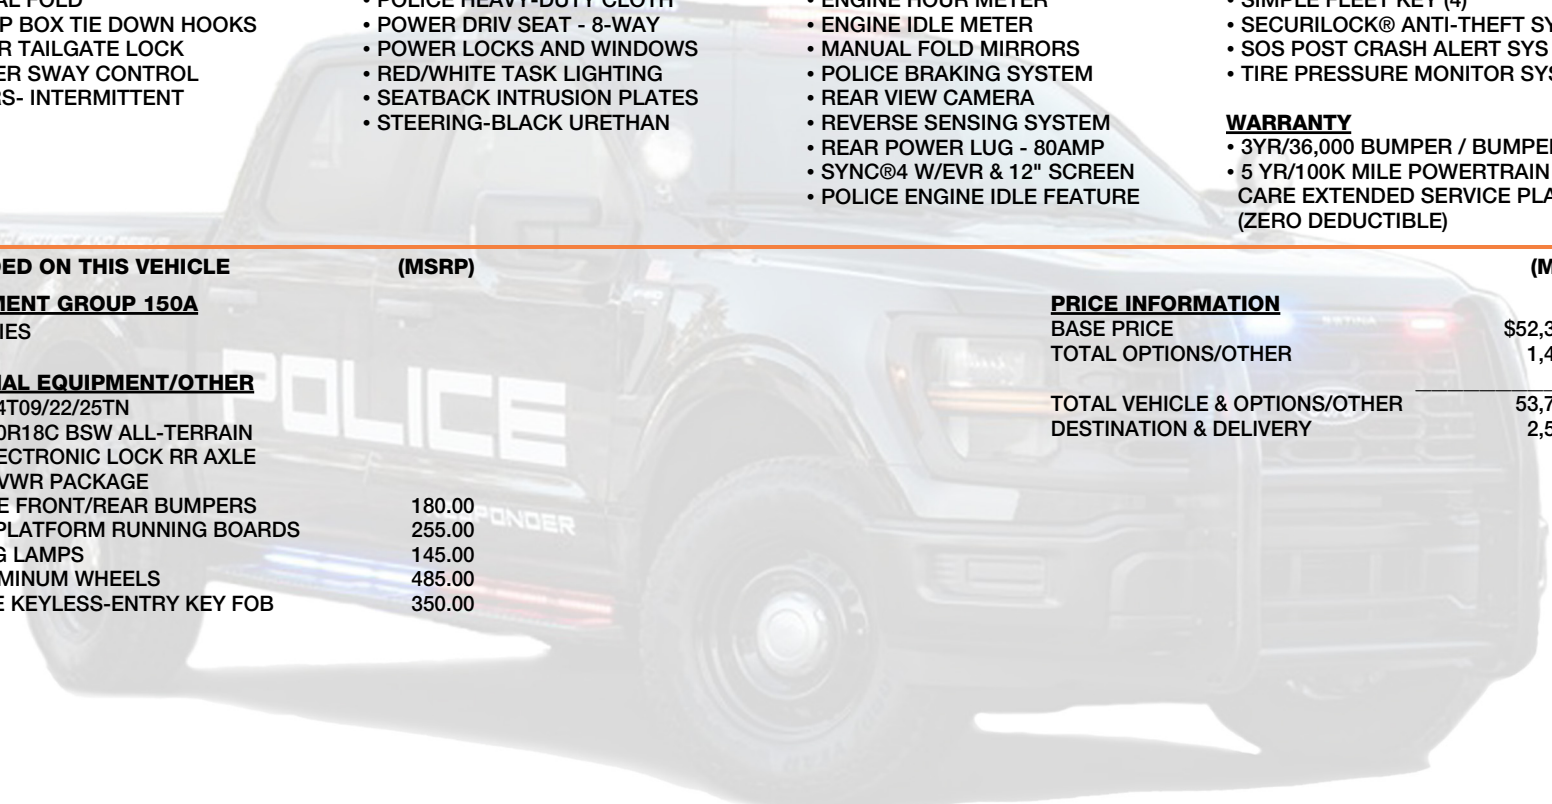 P BOX TIE DOWN HOOKS
R TAILGATE LOCK
ER SWAY CONTROL
RS- INTERMITTENT
• POLICE HEAVY-DUTY CLOTH
• POWER DRIV SEAT - 8-WAY
• POWER LOCKS AND WINDOWS
• RED/WHITE TASK LIGHTING
• SEATBACK INTRUSION PLATES
• STEERING-BLACK URETHAN
• ENGINE HOUR METER
• ENGINE IDLE METER
• MANUAL FOLD MIRRORS
• POLICE BRAKING SYSTEM
• REAR VIEW CAMERA
• REVERSE SENSING SYSTEM
• REAR POWER LUG - 80AMP
• SYNC®4 W/EVR & 12" SCREEN
• POLICE ENGINE IDLE FEATURE
• SIMPLE FLEET KEY (4)
• SECURILOCK® ANTI-THEFT SY
• SOS POST CRASH ALERT SYS
• TIRE PRESSURE MONITOR SYS
WARRANTY
• 3YR/36,000 BUMPER / BUMPE
• 5 YR/100K MILE POWERTRAIN
CARE EXTENDED SERVICE PLA
(ZERO DEDUCTIBLE)
DED ON THIS VEHICLE (MSRP) (M
MENT GROUP 150A
IES
NAL EQUIPMENT/OTHER
4T09/22/25TN
0R18C BSW ALL-TERRAIN
ECTRONIC LOCK RR AXLE
VWR PACKAGE
E FRONT/REAR BUMPERS 180.00
PLATFORM RUNNING BOARDS 255.00
G LAMPS 145.00
MINUM WHEELS 485.00
E KEYLESS-ENTRY KEY FOB 350.00
PRICE INFORMATION
BASE PRICE $52,3
TOTAL OPTIONS/OTHER 1,4
TOTAL VEHICLE & OPTIONS/OTHER 53,7
DESTINATION & DELIVERY 2,5
POLICE
PONDER
SETINA